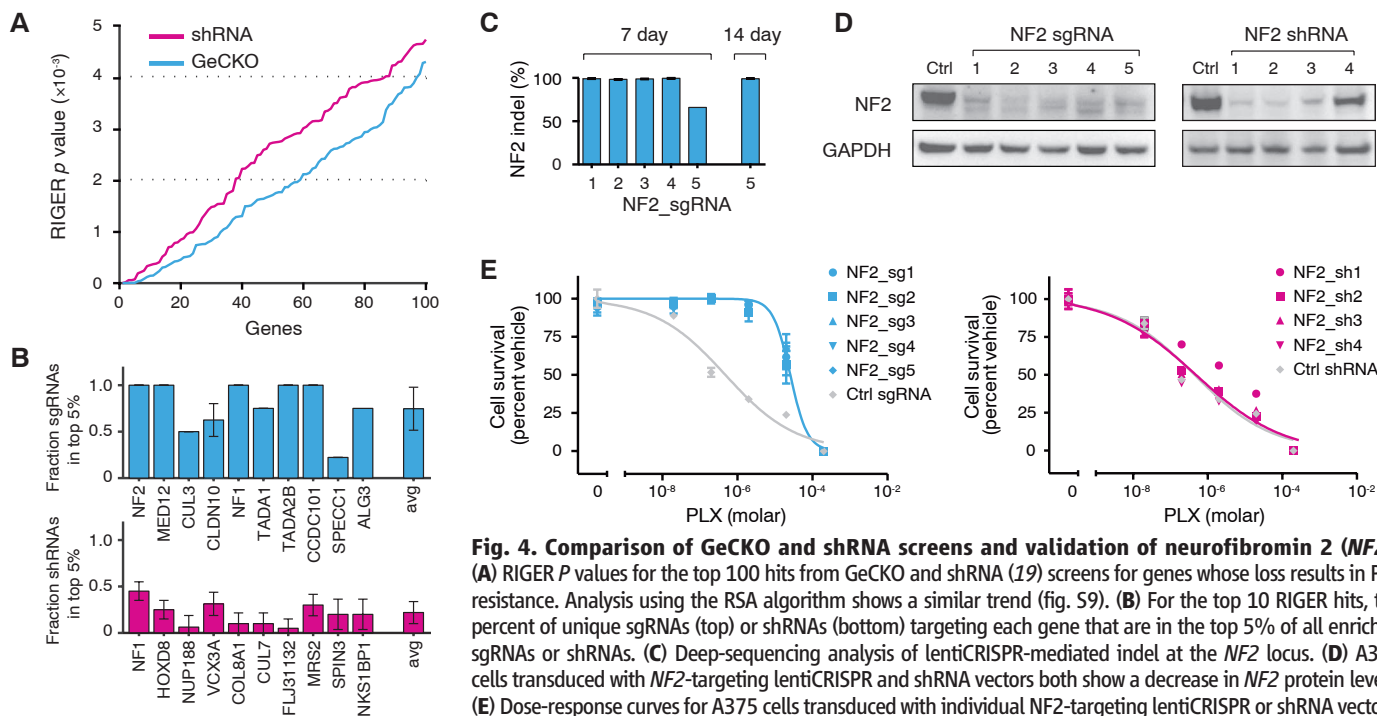 A
RIGER p value (×10⁻³)
5
4
3
2
1
0
shRNA
GeCKO
0 20 40 60 80 100
Genes
B
Fraction sgRNAs
in top 5%
1.0
0.5
0
NF2 MED12 CUL3 CLDN10 NF1 TADA1 TADA2B CCDC101 SPECC1 ALG3 avg
Fraction shRNAs
in top 5%
1.0
0.5
0
NF1 HOXD8 NUP188 VCX3A COL8A1 CUL7 FLJ31132 MRS2 SPIN3 NKS1BP1 avg
C
7 day 14 day
NF2 indel (%)
100
50
0
1 2 3 4 5 5
NF2_sgRNA
D
NF2 sgRNA
Ctrl 1 2 3 4 5
NF2 shRNA
Ctrl 1 2 3 4
NF2
GAPDH
E
Cell survival
(percent vehicle)
100
75
50
25
0
0 10⁻⁸ 10⁻⁶ 10⁻⁴ 10⁻²
PLX (molar)
NF2_sg1
NF2_sg2
NF2_sg3
NF2_sg4
NF2_sg5
Ctrl sgRNA
Cell survival
(percent vehicle)
100
75
50
25
0
0 10⁻⁸ 10⁻⁶ 10⁻⁴ 10⁻²
PLX (molar)
NF2_sh1
NF2_sh2
NF2_sh3
NF2_sh4
Ctrl shRNA
Fig. 4. Comparison of GeCKO and shRNA screens and validation of neurofibromin 2 (NF2
(A) RIGER P values for the top 100 hits from GeCKO and shRNA (19) screens for genes whose loss results in
resistance. Analysis using the RSA algorithm shows a similar trend (fig. S9). (B) For the top 10 RIGER hits,
percent of unique sgRNAs (top) or shRNAs (bottom) targeting each gene that are in the top 5% of all enrich
sgRNAs or shRNAs. (C) Deep-sequencing analysis of lentiCRISPR-mediated indel at the NF2 locus. (D)
cells transduced with NF2-targeting lentiCRISPR and shRNA vectors both show a decrease in NF2 protein
(E) Dose-response curves for A375 cells transduced with individual NF2-targeting lentiCRISPR or shRNA